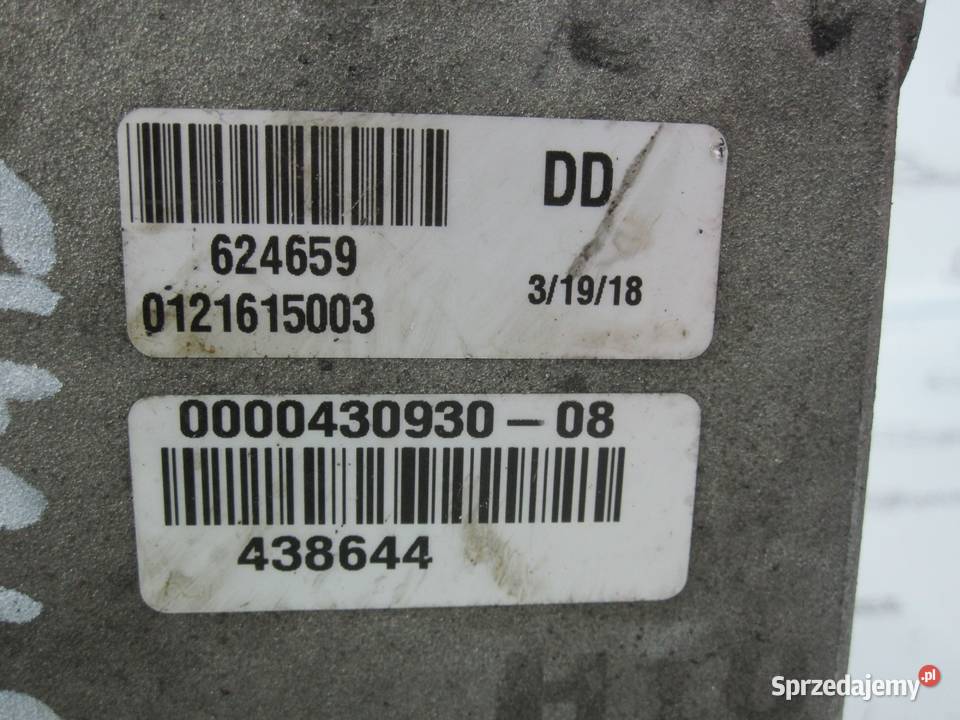 DD
624659
3/19/18
0121615003
0000430930-08
438644
Sprzedajemy.pl